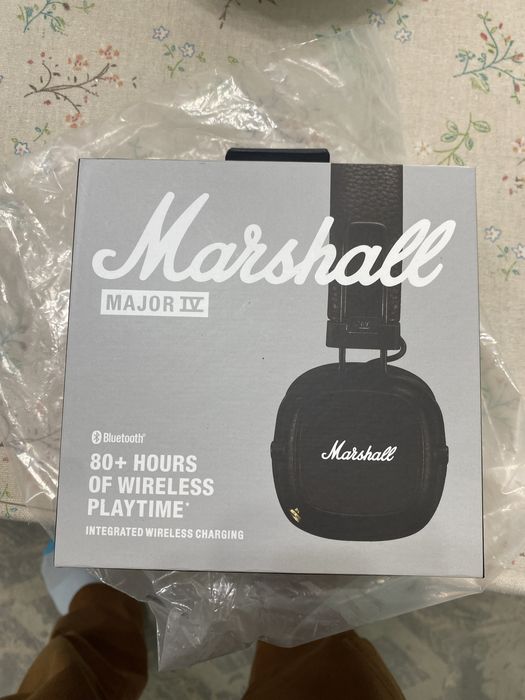 Marshall
MAJOR IV
Bluetooth®
80+ HOURS
OF WIRELESS
PLAYTIME*
INTEGRATED WIRELESS CHARGING
Marshall